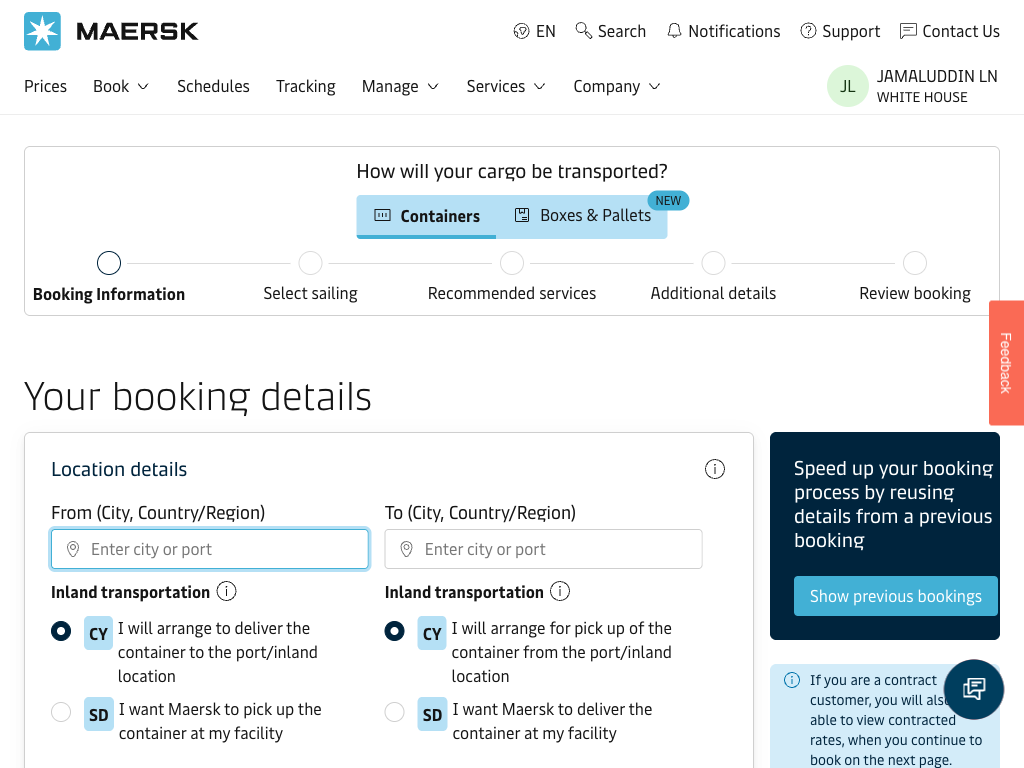 MAERSK
EN
Search
Notifications
Support
Contact Us
Prices
Book
Schedules
Tracking
Manage
Services
Company
JL
JAMALUDDIN LN
WHITE HOUSE
How will your cargo be transported?
Containers
Boxes & Pallets
NEW
Booking Information
Select sailing
Recommended services
Additional details
Review booking
Feedback
Your booking details
Location details
From (City, Country/Region)
Enter city or port
Inland transportation
CY
I will arrange to deliver the
container to the port/inland
location
SD
I want Maersk to pick up the
container at my facility
To (City, Country/Region)
Enter city or port
Inland transportation
CY
I will arrange for pick up of the
container from the port/inland
location
SD
I want Maersk to deliver the
container at my facility
Speed up your booking
process by reusing
details from a previous
booking
Show previous bookings
If you are a contract
customer, you will also
able to view contracted
rates, when you continue to
book on the next page.